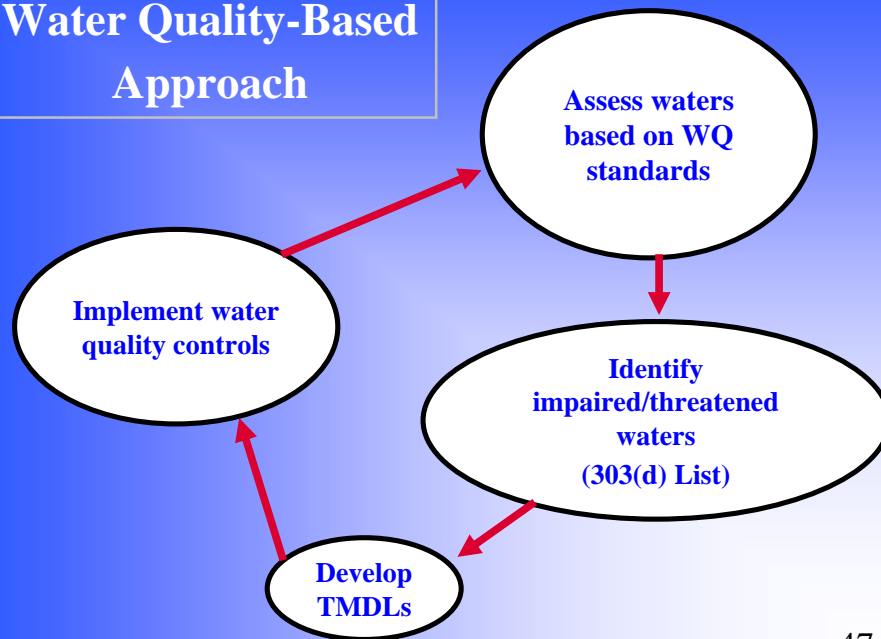 Water Quality-Based
Approach
Assess waters
based on WQ
standards
Identify
impaired/threatened
waters
(303(d) List)
Develop
TMDLs
Implement water
quality controls